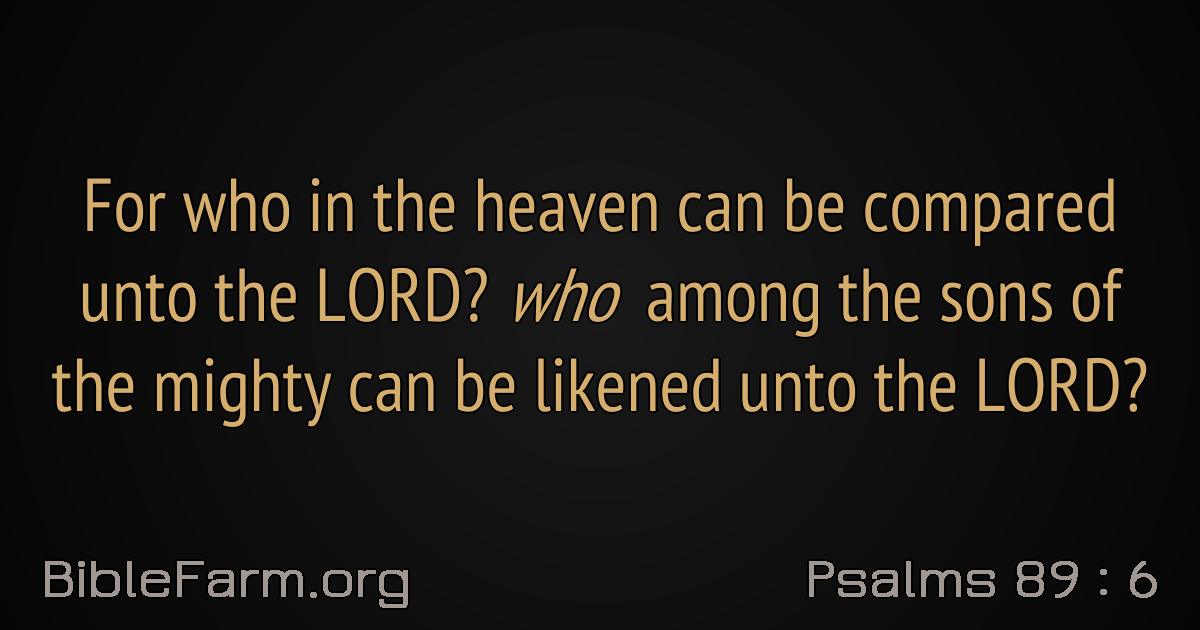 For who in the heaven can be compared
unto the LORD? who among the sons of
the mighty can be likened unto the LORD?
BibleFarm.org
Psalms 89 : 6